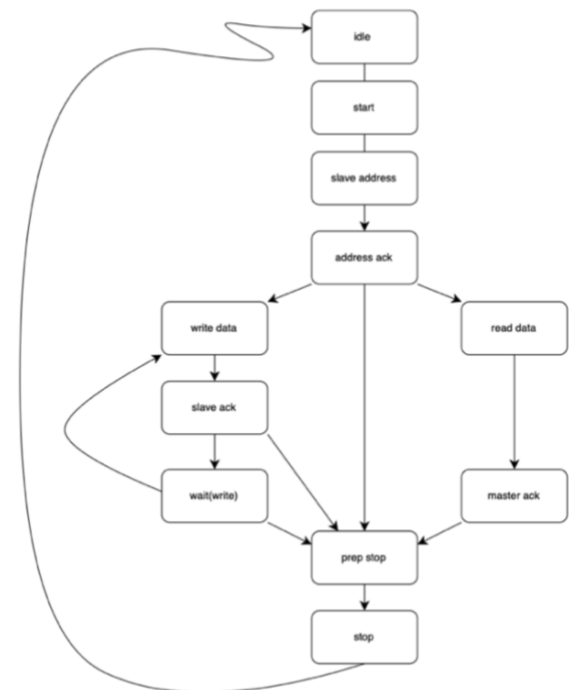 idle
start
slave address
address ack
write data
read data
slave ack
wait(write)
master ack
prep stop
stop